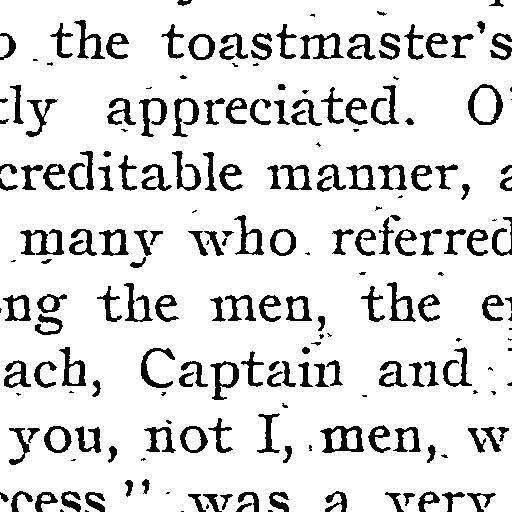 o the toastmaster's
tly appreciated. O'
creditable manner, a
many who referred
ng the men, the e
ach, Captain and
you, not I, men, w
ccess," was a very